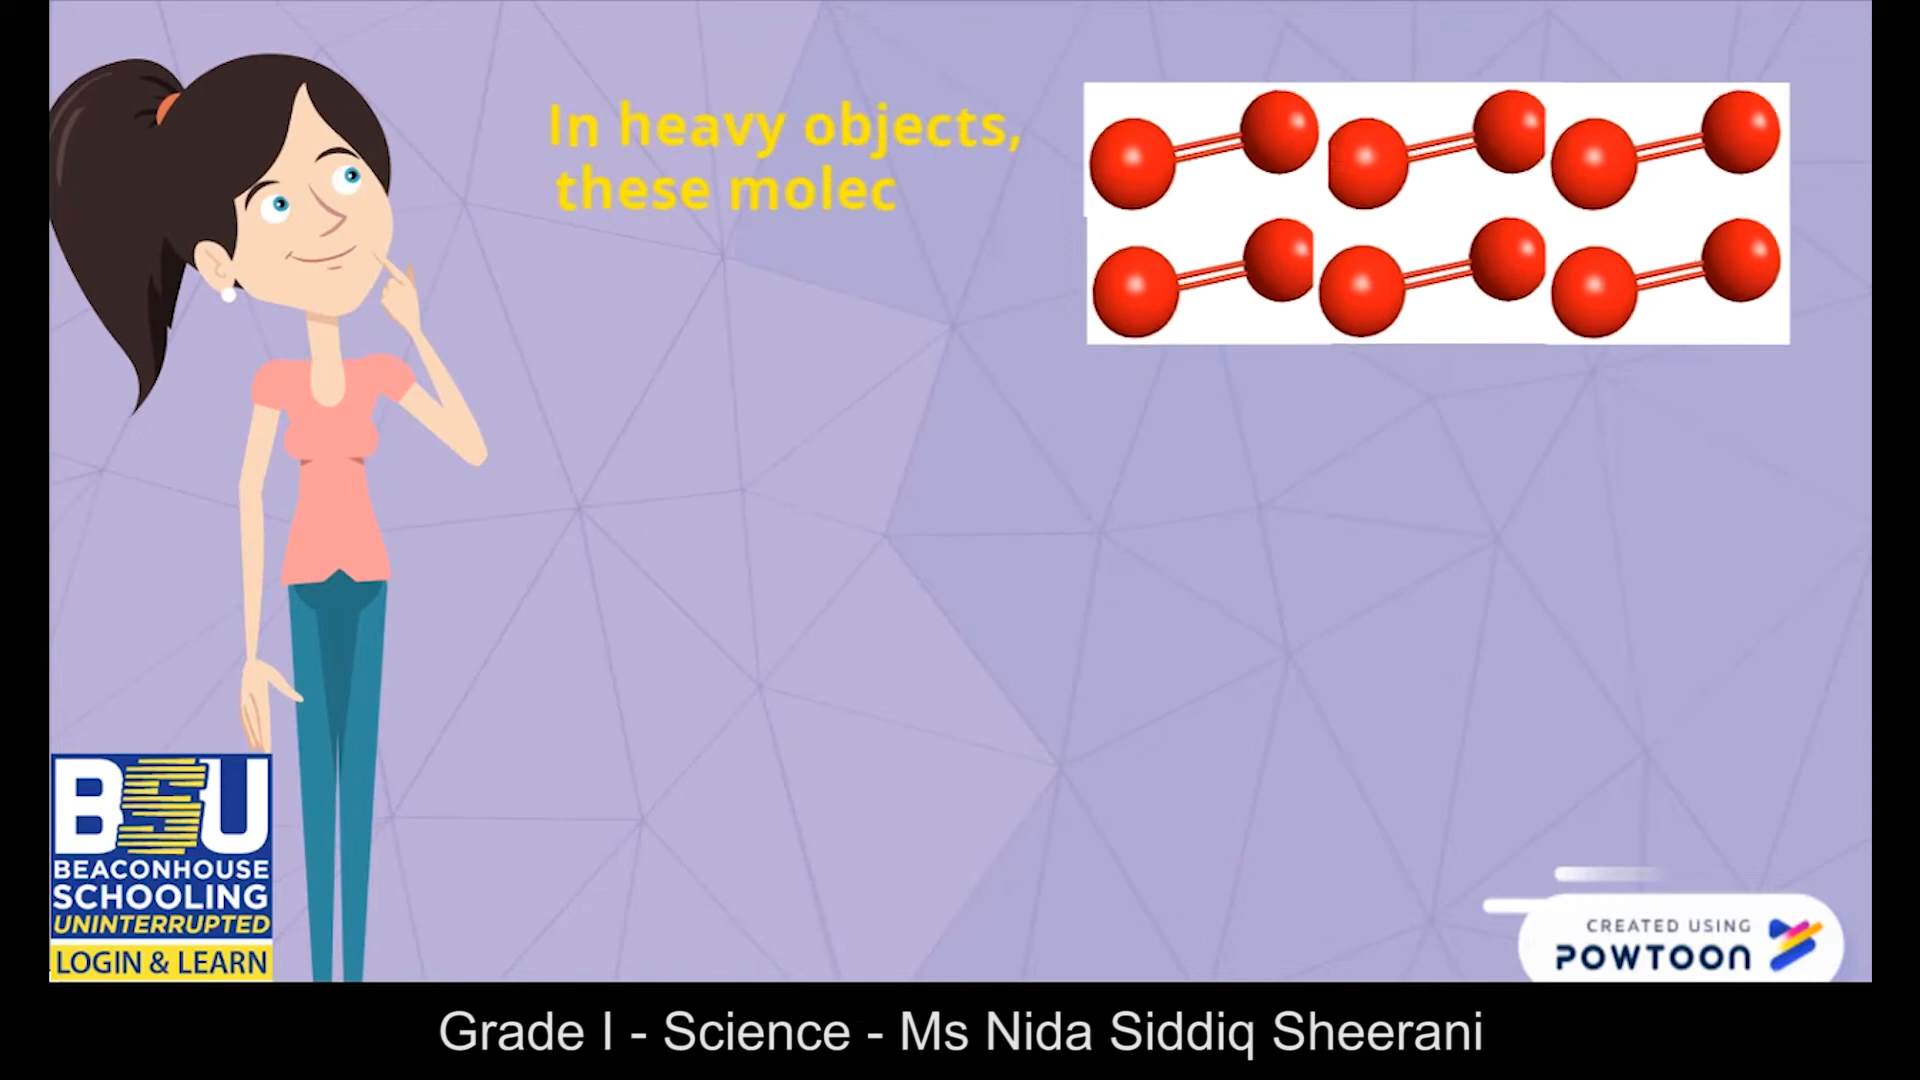 In heavy objects,
these molec
BSU
BEACONHOUSE
SCHOOLING
UNINTERRUPTED
LOGIN & LEARN
CREATED USING
POWTOON
Grade I - Science - Ms Nida Siddiq Sheerani